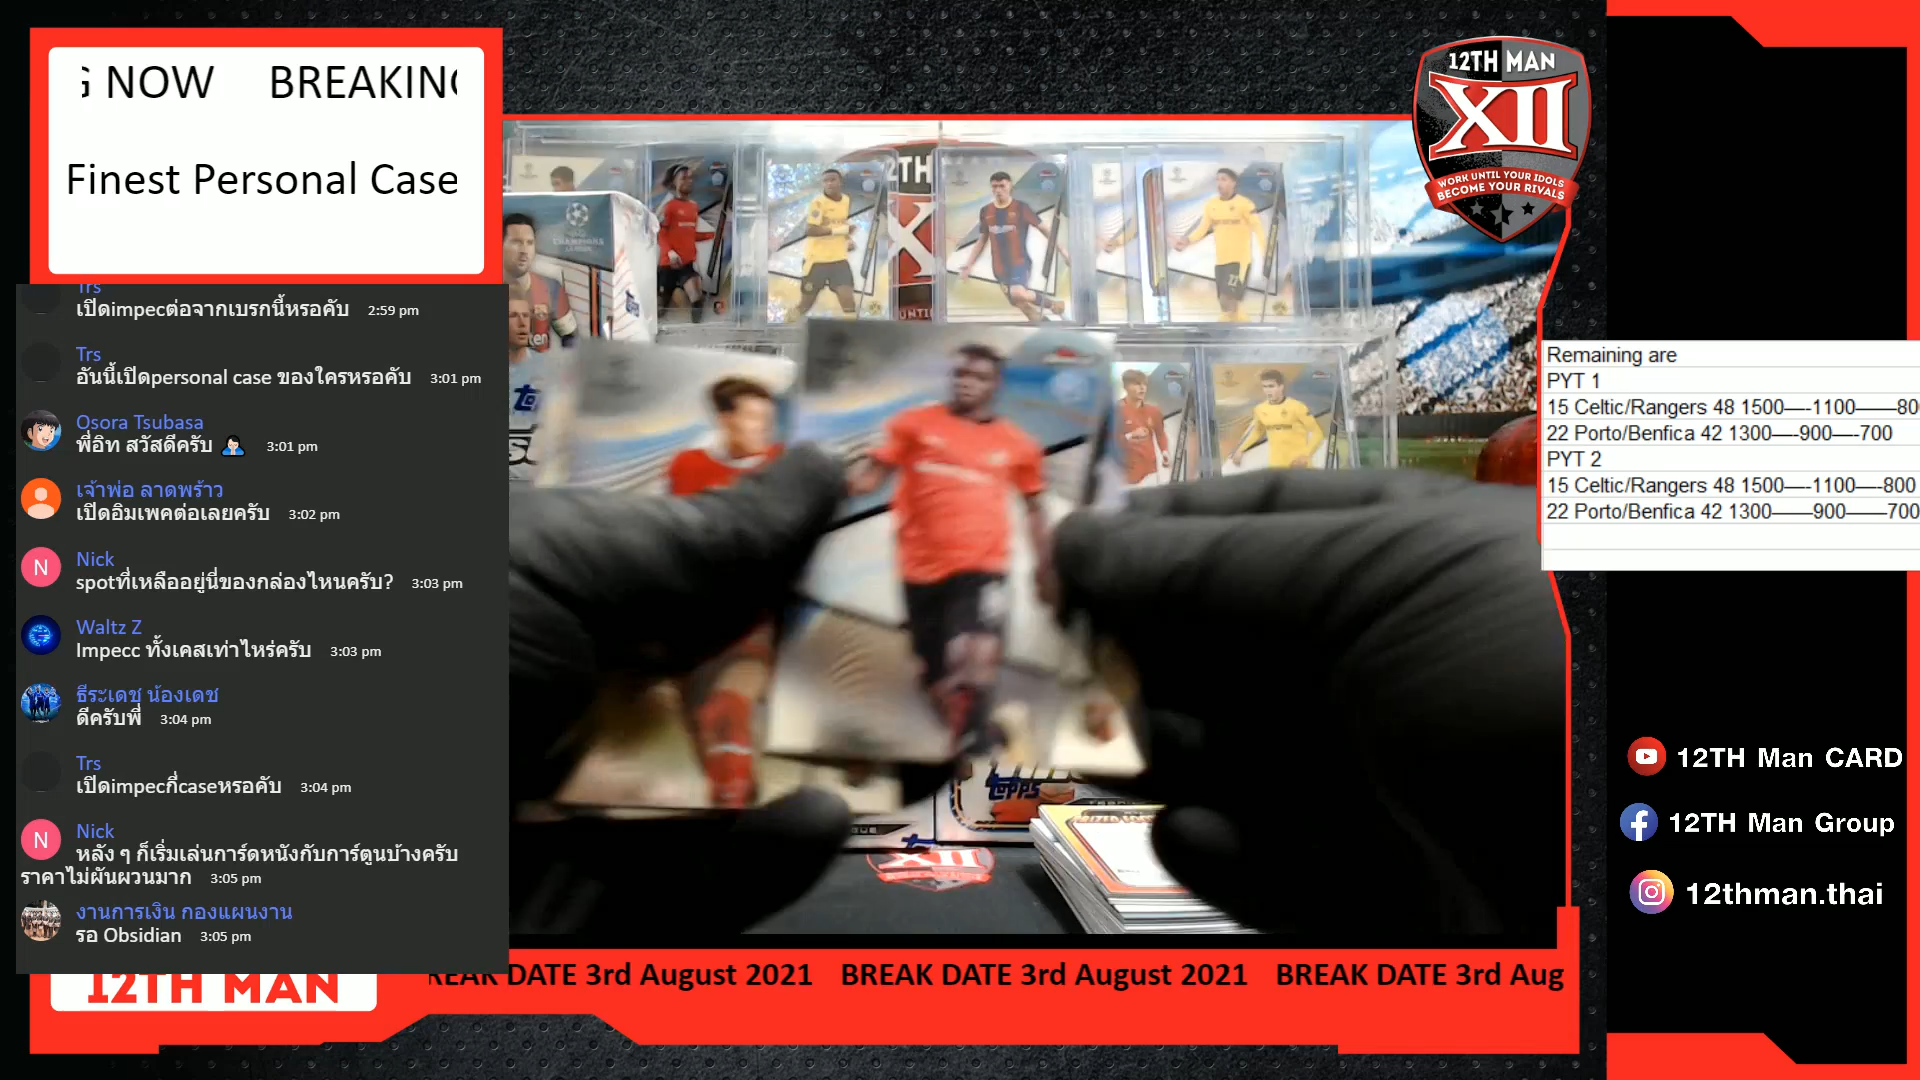 G NOW BREAKING
Finest Personal Case
Trs
เปิดimpecต่อจากเบรกนี้หรอคับ 2:59 pm
Trs
อันนี้เปิดpersonal case ของใครหรอคับ 3:01 pm
Osora Tsubasa
พี่อิท สวัสดีครับ 3:01 pm
เจ้าพ่อ ลาดพร้าว
เปิดอิมเพคต่อเลยครับ 3:02 pm
N
Nick
spotที่เหลืออยู่นี่ของกล่องไหนครับ? 3:03 pm
Waltz Z
Impecc ทั้งเคสเท่าไหร่ครับ 3:03 pm
ธีระเดช น้องเดช
ดีครับพี่ 3:04 pm
Trs
เปิดimpecกี่caseหรอคับ 3:04 pm
N
Nick
หลัง ๆ ก็เริ่มเล่นการ์ดหนังกับการ์ตูนบ้างครับ
ราคาไม่ผันผวนมาก 3:05 pm
งานการเงิน กองแผนงาน
รอ Obsidian 3:05 pm
12TH MAN
REAK DATE 3rd August 2021 BREAK DATE 3rd August 2021 BREAK DATE 3rd Aug
12TH MAN
XII
WORK UNTIL YOUR IDOLS
BECOME YOUR RIVALS
CHAMPIONS
LEAGUE
topps
XII
Remaining are
PYT 1
15 Celtic/Rangers 48 1500—-1100——80
22 Porto/Benfica 42 1300—-900—-700
PYT 2
15 Celtic/Rangers 48 1500—-1100—-800
22 Porto/Benfica 42 1300——900——700
12TH Man CARD
12TH Man Group
12thman.thai